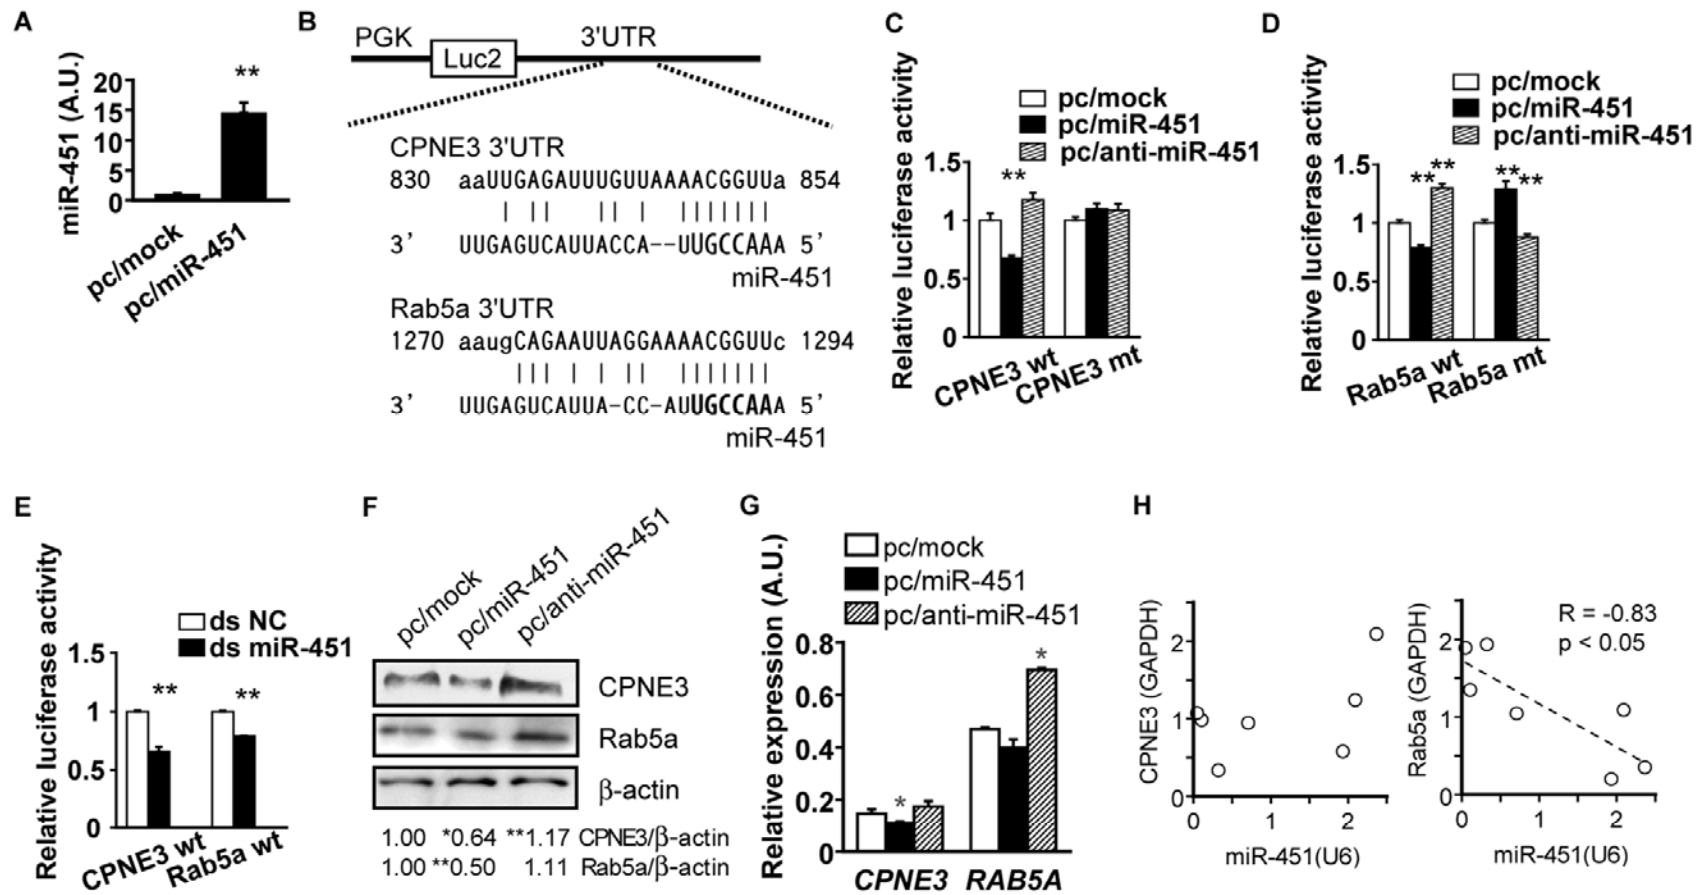 A
miR-451 (A.U.)
20
15
10
5
0
**
pc/mock
pc/miR-451
B
PGK
Luc2
3'UTR
CPNE3 3'UTR
830 aaUUGAGAUUUGUUAAAACGGUUa 854
3’ UUGAGUCAUUACCA--UUGCCAAA 5’
miR-451
Rab5a 3'UTR
1270 aaugCAGAAUUAGGAAAACGGUUc 1294
3’ UUGAGUCAUUA-CC-AUUGCCAAA 5’
miR-451
C
Relative luciferase activity
pc/mock
pc/miR-451
pc/anti-miR-451
1.5
1
0.5
0
**
CPNE3 wt
CPNE3 mt
D
Relative luciferase activity
pc/mock
pc/miR-451
pc/anti-miR-451
1.5
1
0.5
0
** ** ** **
Rab5a wt
Rab5a mt
E
Relative luciferase activity
ds NC
ds miR-451
1.5
1
0.5
0
** **
CPNE3 wt
Rab5a wt
F
pc/mock
pc/miR-451
pc/anti-miR-451
CPNE3
Rab5a
β-actin
1.00 *0.64 **1.17 CPNE3/β-actin
1.00 **0.50 1.11 Rab5a/β-actin
G
Relative expression (A.U.)
pc/mock
pc/miR-451
pc/anti-miR-451
0.8
0.6
0.4
0.2
0
* *
CPNE3 RAB5A
H
CPNE3 (GAPDH)
2
1
0
0 1 2
miR-451(U6)
Rab5a (GAPDH)
2
1
0
0 1 2
miR-451(U6)
R = -0.83
p < 0.05